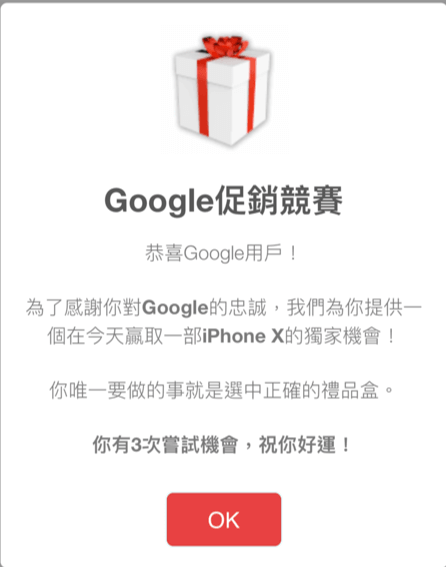 Google促銷競賽
恭喜Google用戶！
為了感謝你對Google的忠誠，我們為你提供一
個在今天贏取一部iPhone X的獨家機會！
你唯一要做的事就是選中正確的禮品盒。
你有3次嘗試機會，祝你好運！
OK